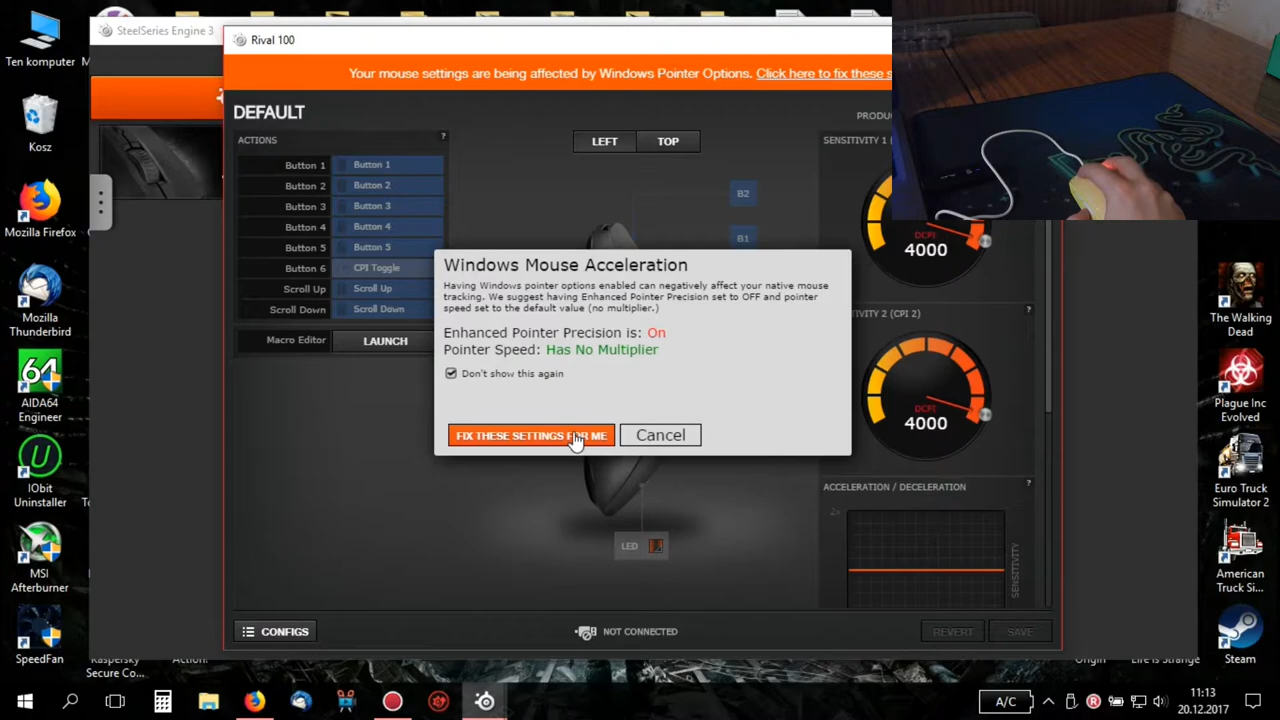 Ten komputer
Kosz
Mozilla Firefox
Mozilla
Thunderbird
64
AIDA64
Engineer
IObit
Uninstaller
MSI
Afterburner
SpeedFan
Kaspersky
Secure Co...
Action!
SteelSeries Engine 3
Rival 100
Your mouse settings are being affected by Windows Pointer Options. Click here to fix these s
DEFAULT
ACTIONS
?
Button 1 Button 1
Button 2 Button 2
Button 3 Button 3
Button 4 Button 4
Button 5 Button 5
Button 6 CPI Toggle
Scroll Up Scroll Up
Scroll Down Scroll Down
Macro Editor LAUNCH
LEFT TOP
B2
B1
LED
PRODU
SENSITIVITY 1 (
DCPI
4000
SENSITIVITY 2 (CPI 2)
?
DCPI
4000
ACCELERATION / DECELERATION
?
2x
SENSITIVITY
Windows Mouse Acceleration
Having Windows pointer options enabled can negatively affect your native mouse
tracking. We suggest having Enhanced Pointer Precision set to OFF and pointer
speed set to the default value (no multiplier.)
Enhanced Pointer Precision is: On
Pointer Speed: Has No Multiplier
Don't show this again
FIX THESE SETTINGS FOR ME
Cancel
CONFIGS
NOT CONNECTED
REVERT
SAVE
Origin
Life is Strange
The Walking
Dead
Plague Inc
Evolved
Euro Truck
Simulator 2
American
Truck Si...
Steam
A/C
11:13
20.12.2017